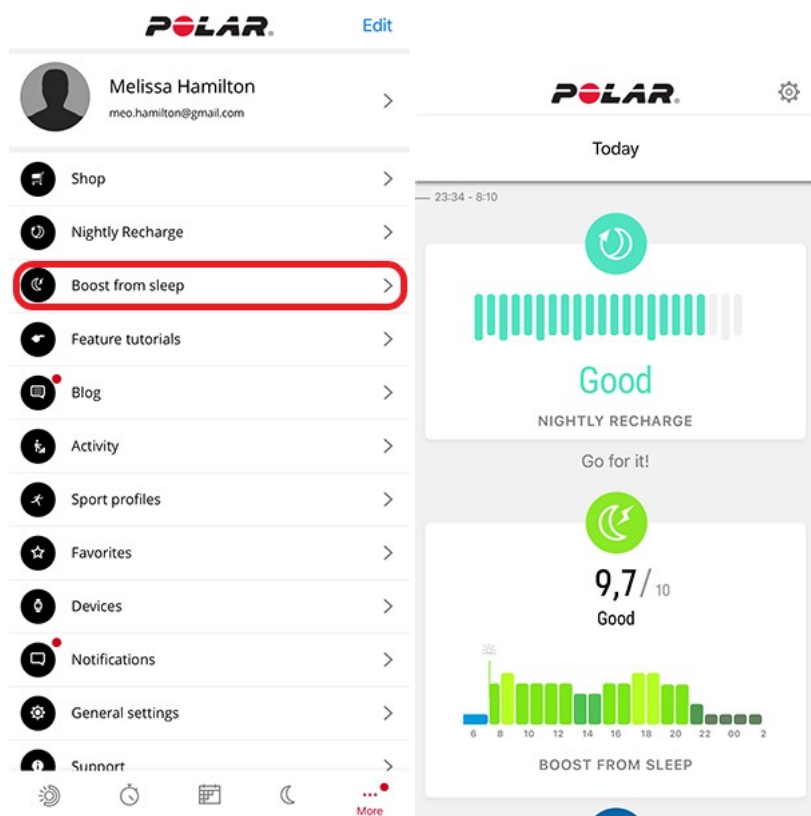 POLAR.
Edit
Melissa Hamilton
meo.hamilton@gmail.com
Shop
Nightly Recharge
Boost from sleep
Feature tutorials
Blog
Activity
Sport profiles
Favorites
Devices
Notifications
General settings
Support
More
POLAR.
Today
23:34 - 8:10
Good
NIGHTLY RECHARGE
Go for it!
9,7/ 10
Good
6 8 10 12 14 16 18 20 22 00 2
BOOST FROM SLEEP